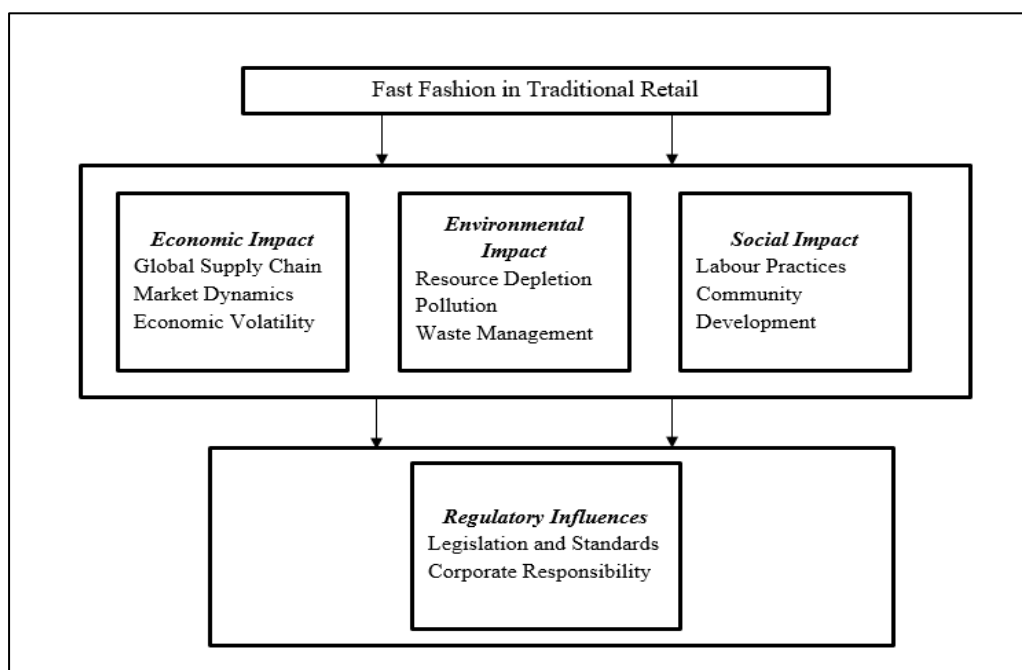 Fast Fashion in Traditional Retail
Economic Impact
Global Supply Chain
Market Dynamics
Economic Volatility
Environmental
Impact
Resource Depletion
Pollution
Waste Management
Social Impact
Labour Practices
Community
Development
Regulatory Influences
Legislation and Standards
Corporate Responsibility